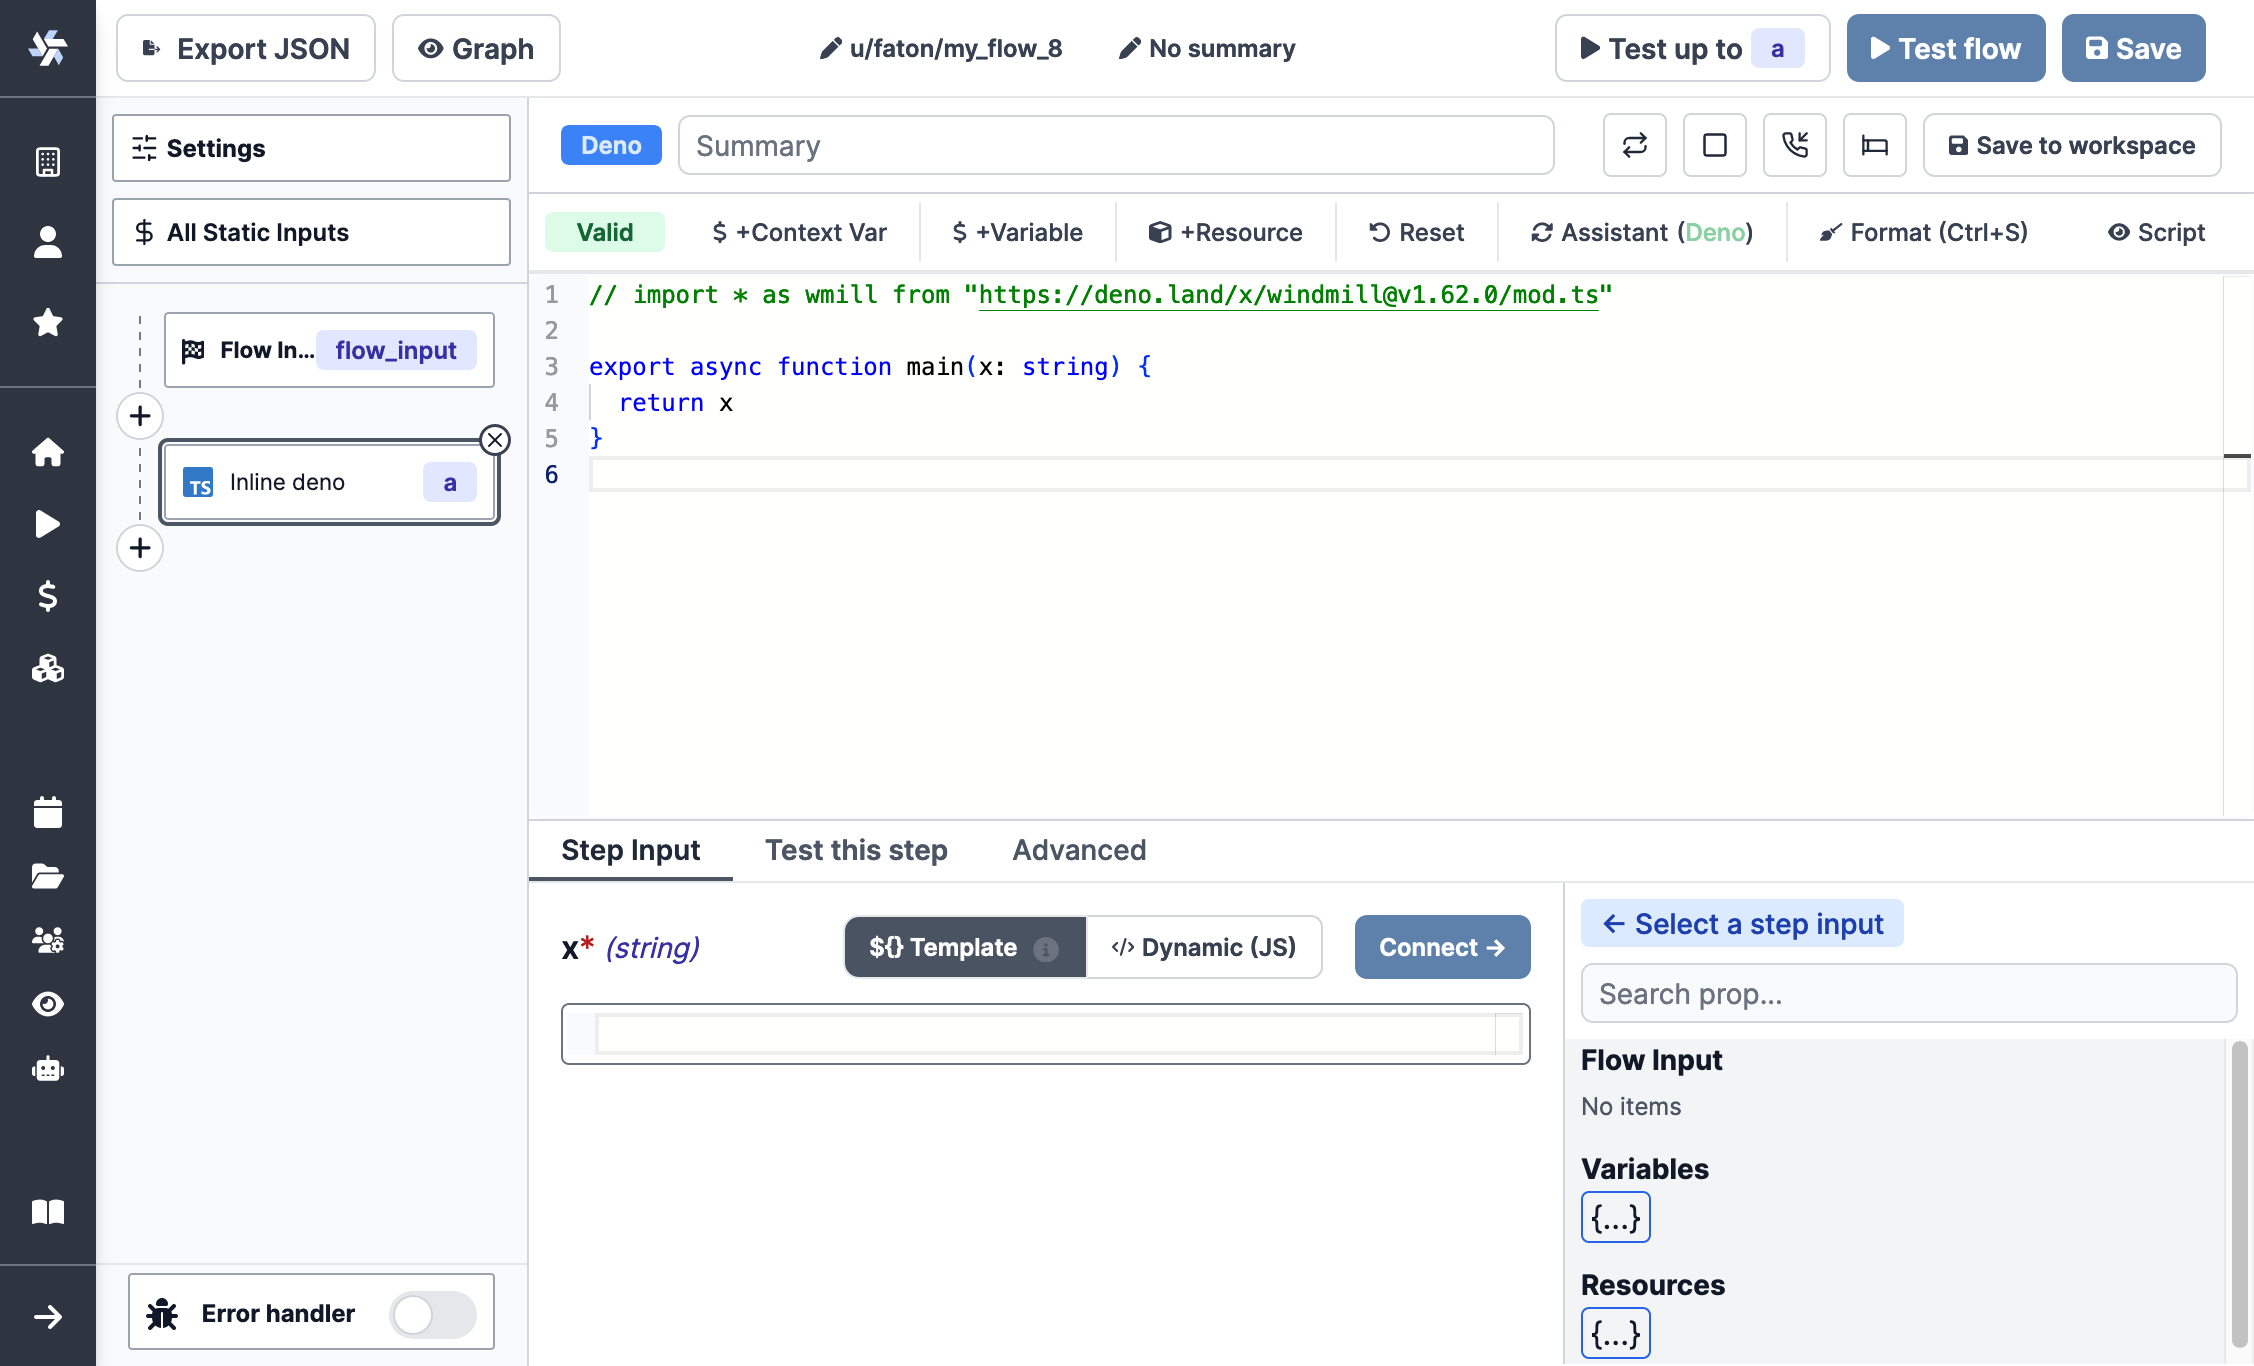 Export JSON
Graph
u/faton/my_flow_8
No summary
Test up to a
Test flow
Save
Settings
All Static Inputs
Flow In... flow_input
TS Inline deno a
Error handler
Deno
Summary
Save to workspace
Valid
$ +Context Var
$ +Variable
+Resource
Reset
Assistant (Deno)
Format (Ctrl+S)
Script
1 // import * as wmill from "https://deno.land/x/windmill@v1.62.0/mod.ts"
2
3 export async function main(x: string) {
4 return x
5 }
6
Step Input
Test this step
Advanced
x* (string)
${} Template i
</> Dynamic (JS)
Connect →
← Select a step input
Search prop...
Flow Input
No items
Variables
{...}
Resources
{...}